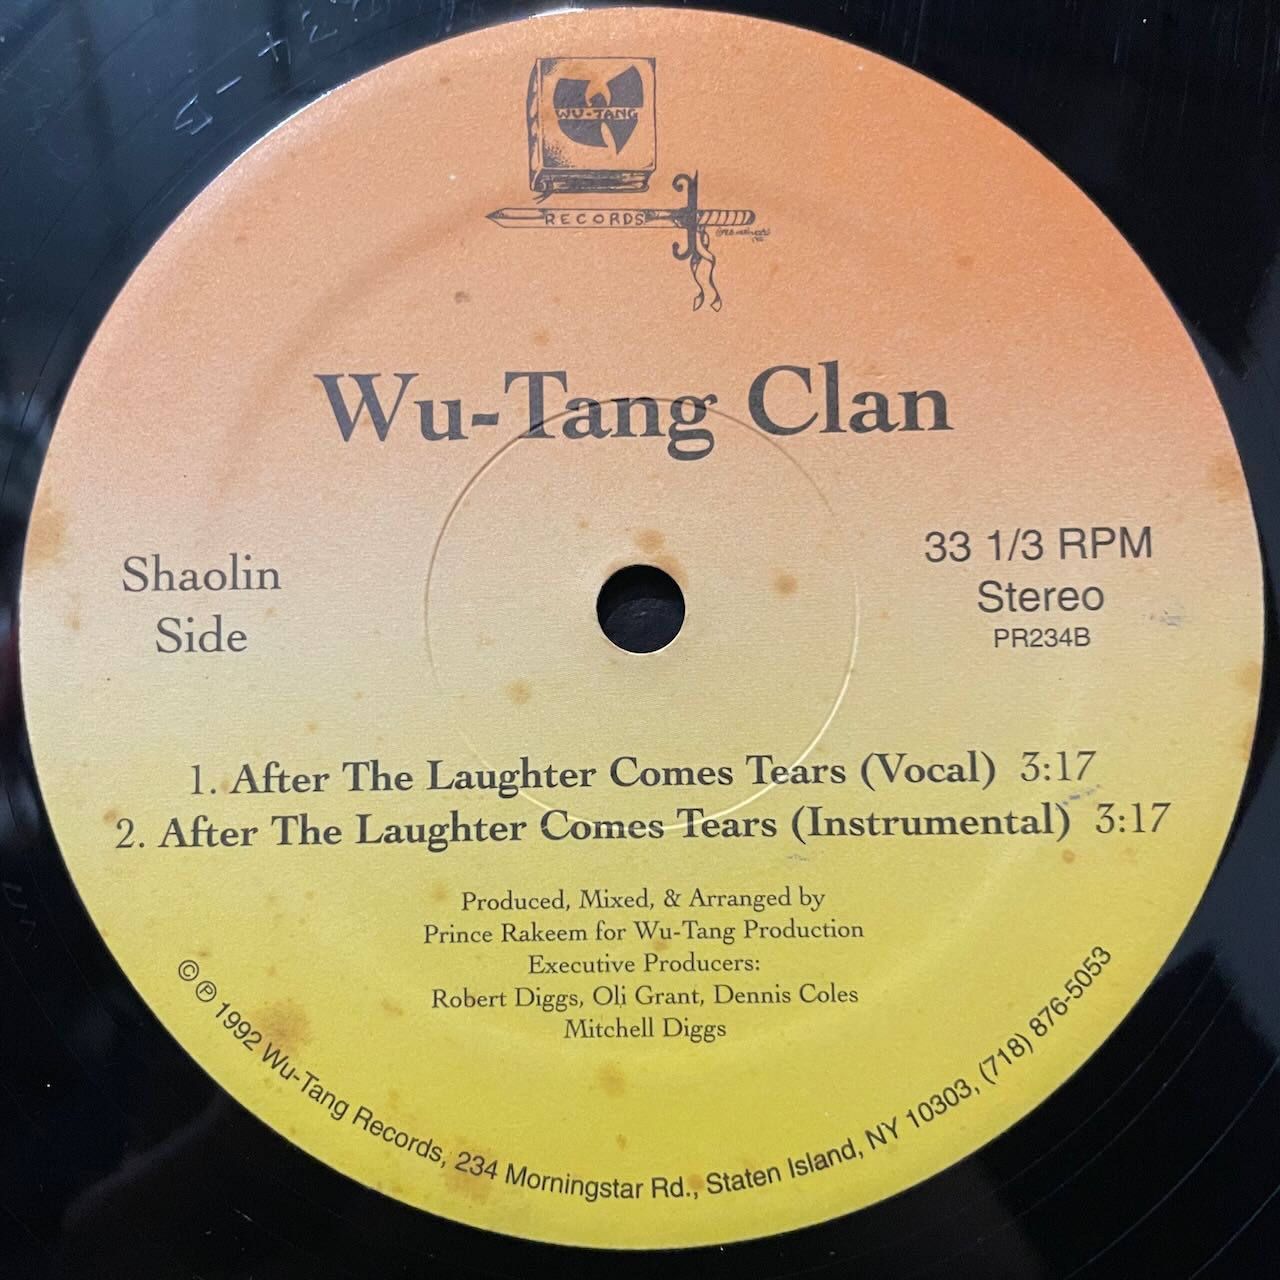 WU-TANG
RECORDS
Wu-Tang Clan
Shaolin
Side
33 1/3 RPM
Stereo
PR234B
1. After The Laughter Comes Tears (Vocal) 3:17
2. After The Laughter Comes Tears (Instrumental) 3:17
Produced, Mixed, & Arranged by
Prince Rakeem for Wu-Tang Production
Executive Producers:
Robert Diggs, Oli Grant, Dennis Coles
Mitchell Diggs
© ℗ 1992 Wu-Tang Records, 234 Morningstar Rd., Staten Island, NY 10303, (718) 876-5053